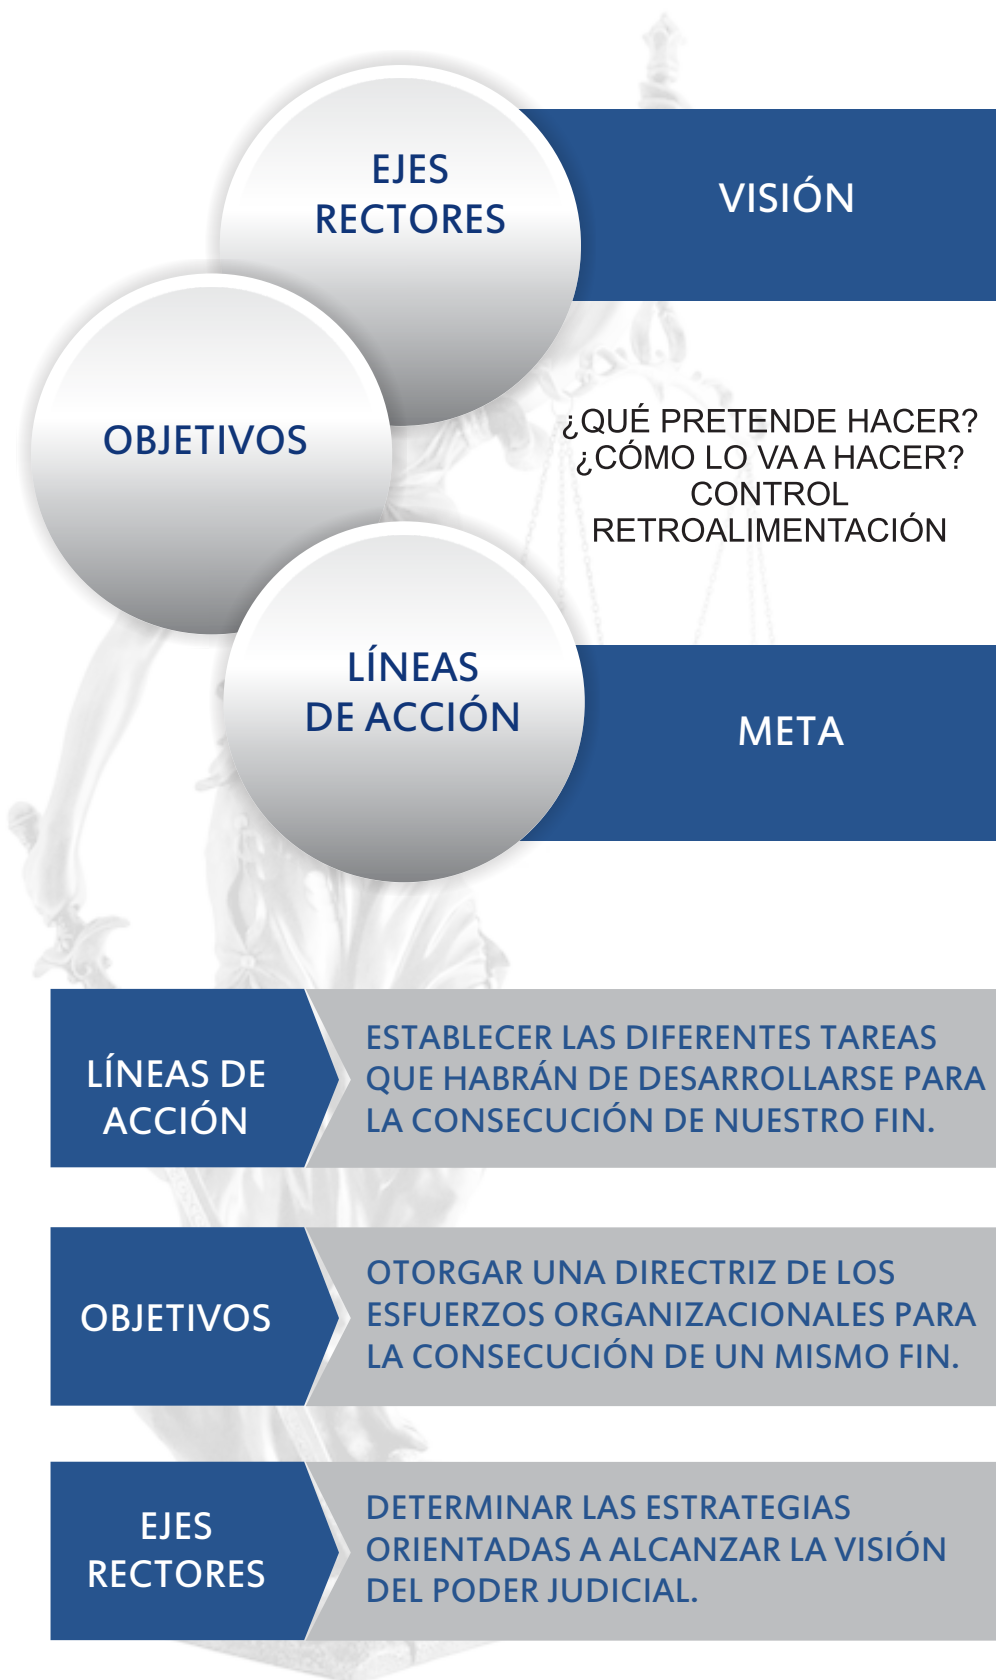 EJES
RECTORES
VISIÓN
OBJETIVOS
¿QUÉ PRETENDE HACER?
¿CÓMO LO VA A HACER?
CONTROL
RETROALIMENTACIÓN
LÍNEAS
DE ACCIÓN
META
LÍNEAS DE
ACCIÓN
ESTABLECER LAS DIFERENTES TAREAS
QUE HABRÁN DE DESARROLLARSE PARA
LA CONSECUCIÓN DE NUESTRO FIN.
OBJETIVOS
OTORGAR UNA DIRECTRIZ DE LOS
ESFUERZOS ORGANIZACIONALES PARA
LA CONSECUCIÓN DE UN MISMO FIN.
EJES
RECTORES
DETERMINAR LAS ESTRATEGIAS
ORIENTADAS A ALCANZAR LA VISIÓN
DEL PODER JUDICIAL.